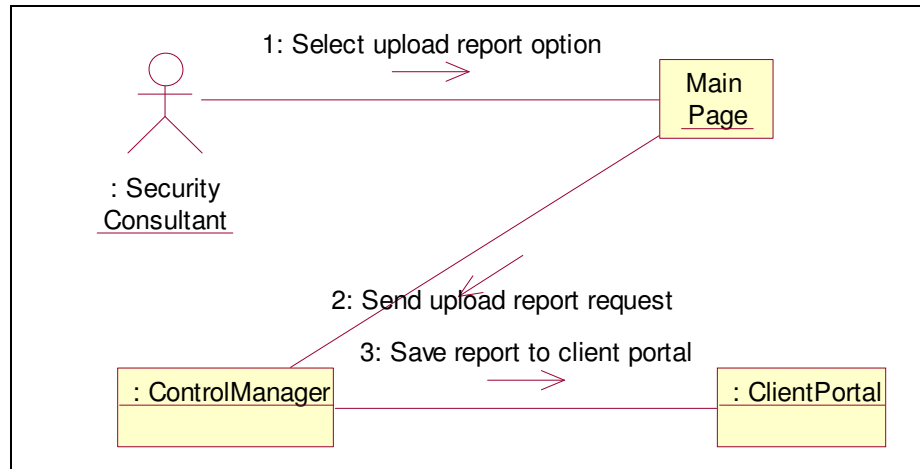 1: Select upload report option
Main
Page
: Security
Consultant
2: Send upload report request
3: Save report to client portal
: ControlManager
: ClientPortal